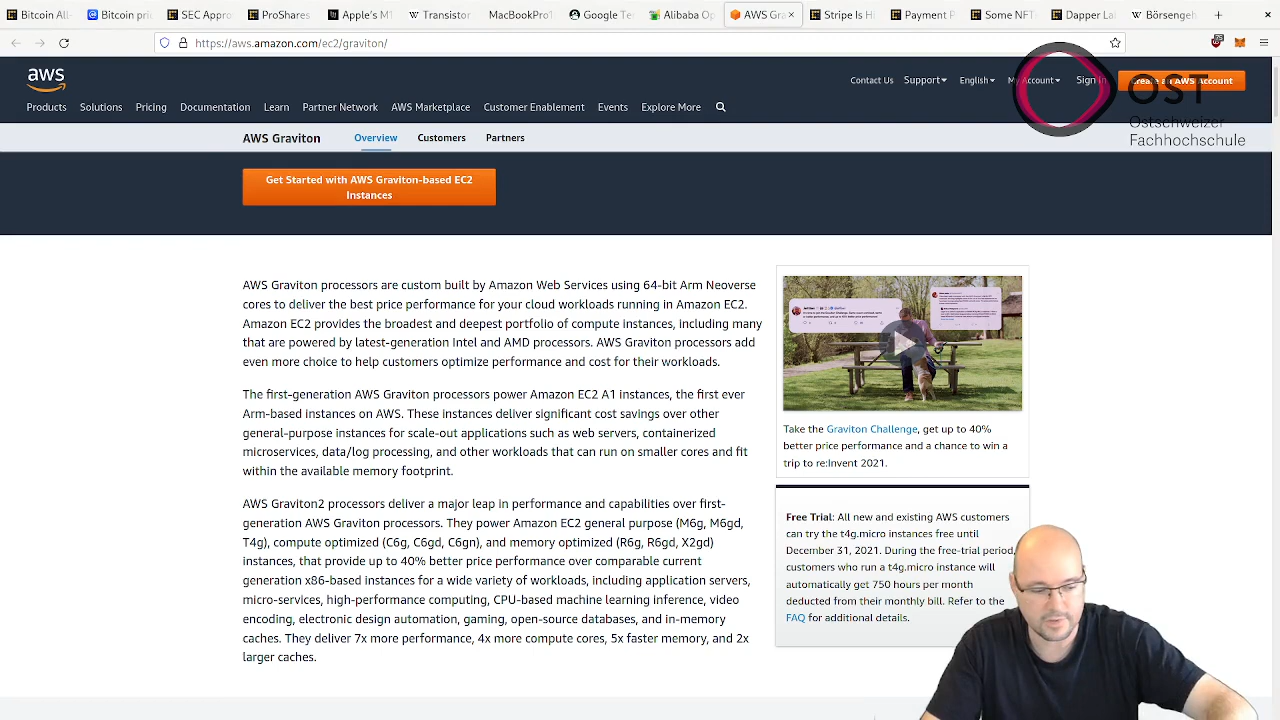 Bitcoin All
Bitcoin pri
SEC Appro
ProShares
Apple's M1
Transistor
MacBookPro1
Google Te
Alibaba Op
AWS Gra
Stripe Is Hi
Payment P
Some NFT
Dapper Lab
Börsengeh
https://aws.amazon.com/ec2/graviton/
aws
Contact Us
Support
English
My Account
Sign In
Create an AWS Account
Products
Solutions
Pricing
Documentation
Learn
Partner Network
AWS Marketplace
Customer Enablement
Events
Explore More
OST
Ostschweizer
Fachhochschule
AWS Graviton
Overview
Customers
Partners
Get Started with AWS Graviton-based EC2
Instances
AWS Graviton processors are custom built by Amazon Web Services using 64-bit Arm Neoverse
cores to deliver the best price performance for your cloud workloads running in Amazon EC2.
Amazon EC2 provides the broadest and deepest portfolio of compute instances, including many
that are powered by latest-generation Intel and AMD processors. AWS Graviton processors add
even more choice to help customers optimize performance and cost for their workloads.
The first-generation AWS Graviton processors power Amazon EC2 A1 instances, the first ever
Arm-based instances on AWS. These instances deliver significant cost savings over other
general-purpose instances for scale-out applications such as web servers, containerized
microservices, data/log processing, and other workloads that can run on smaller cores and fit
within the available memory footprint.
AWS Graviton2 processors deliver a major leap in performance and capabilities over first-
generation AWS Graviton processors. They power Amazon EC2 general purpose (M6g, M6gd,
T4g), compute optimized (C6g, C6gd, C6gn), and memory optimized (R6g, R6gd, X2gd)
instances, that provide up to 40% better price performance over comparable current
generation x86-based instances for a wide variety of workloads, including application servers,
micro-services, high-performance computing, CPU-based machine learning inference, video
encoding, electronic design automation, gaming, open-source databases, and in-memory
caches. They deliver 7x more performance, 4x more compute cores, 5x faster memory, and 2x
larger caches.
Take the Graviton Challenge, get up to 40%
better price performance and a chance to win a
trip to re:Invent 2021.
Free Trial: All new and existing AWS customers
can try the t4g.micro instances free until
December 31, 2021. During the free-trial period,
customers who run a t4g.micro instance will
automatically get 750 hours per month
deducted from their monthly bill. Refer to the
FAQ for additional details.